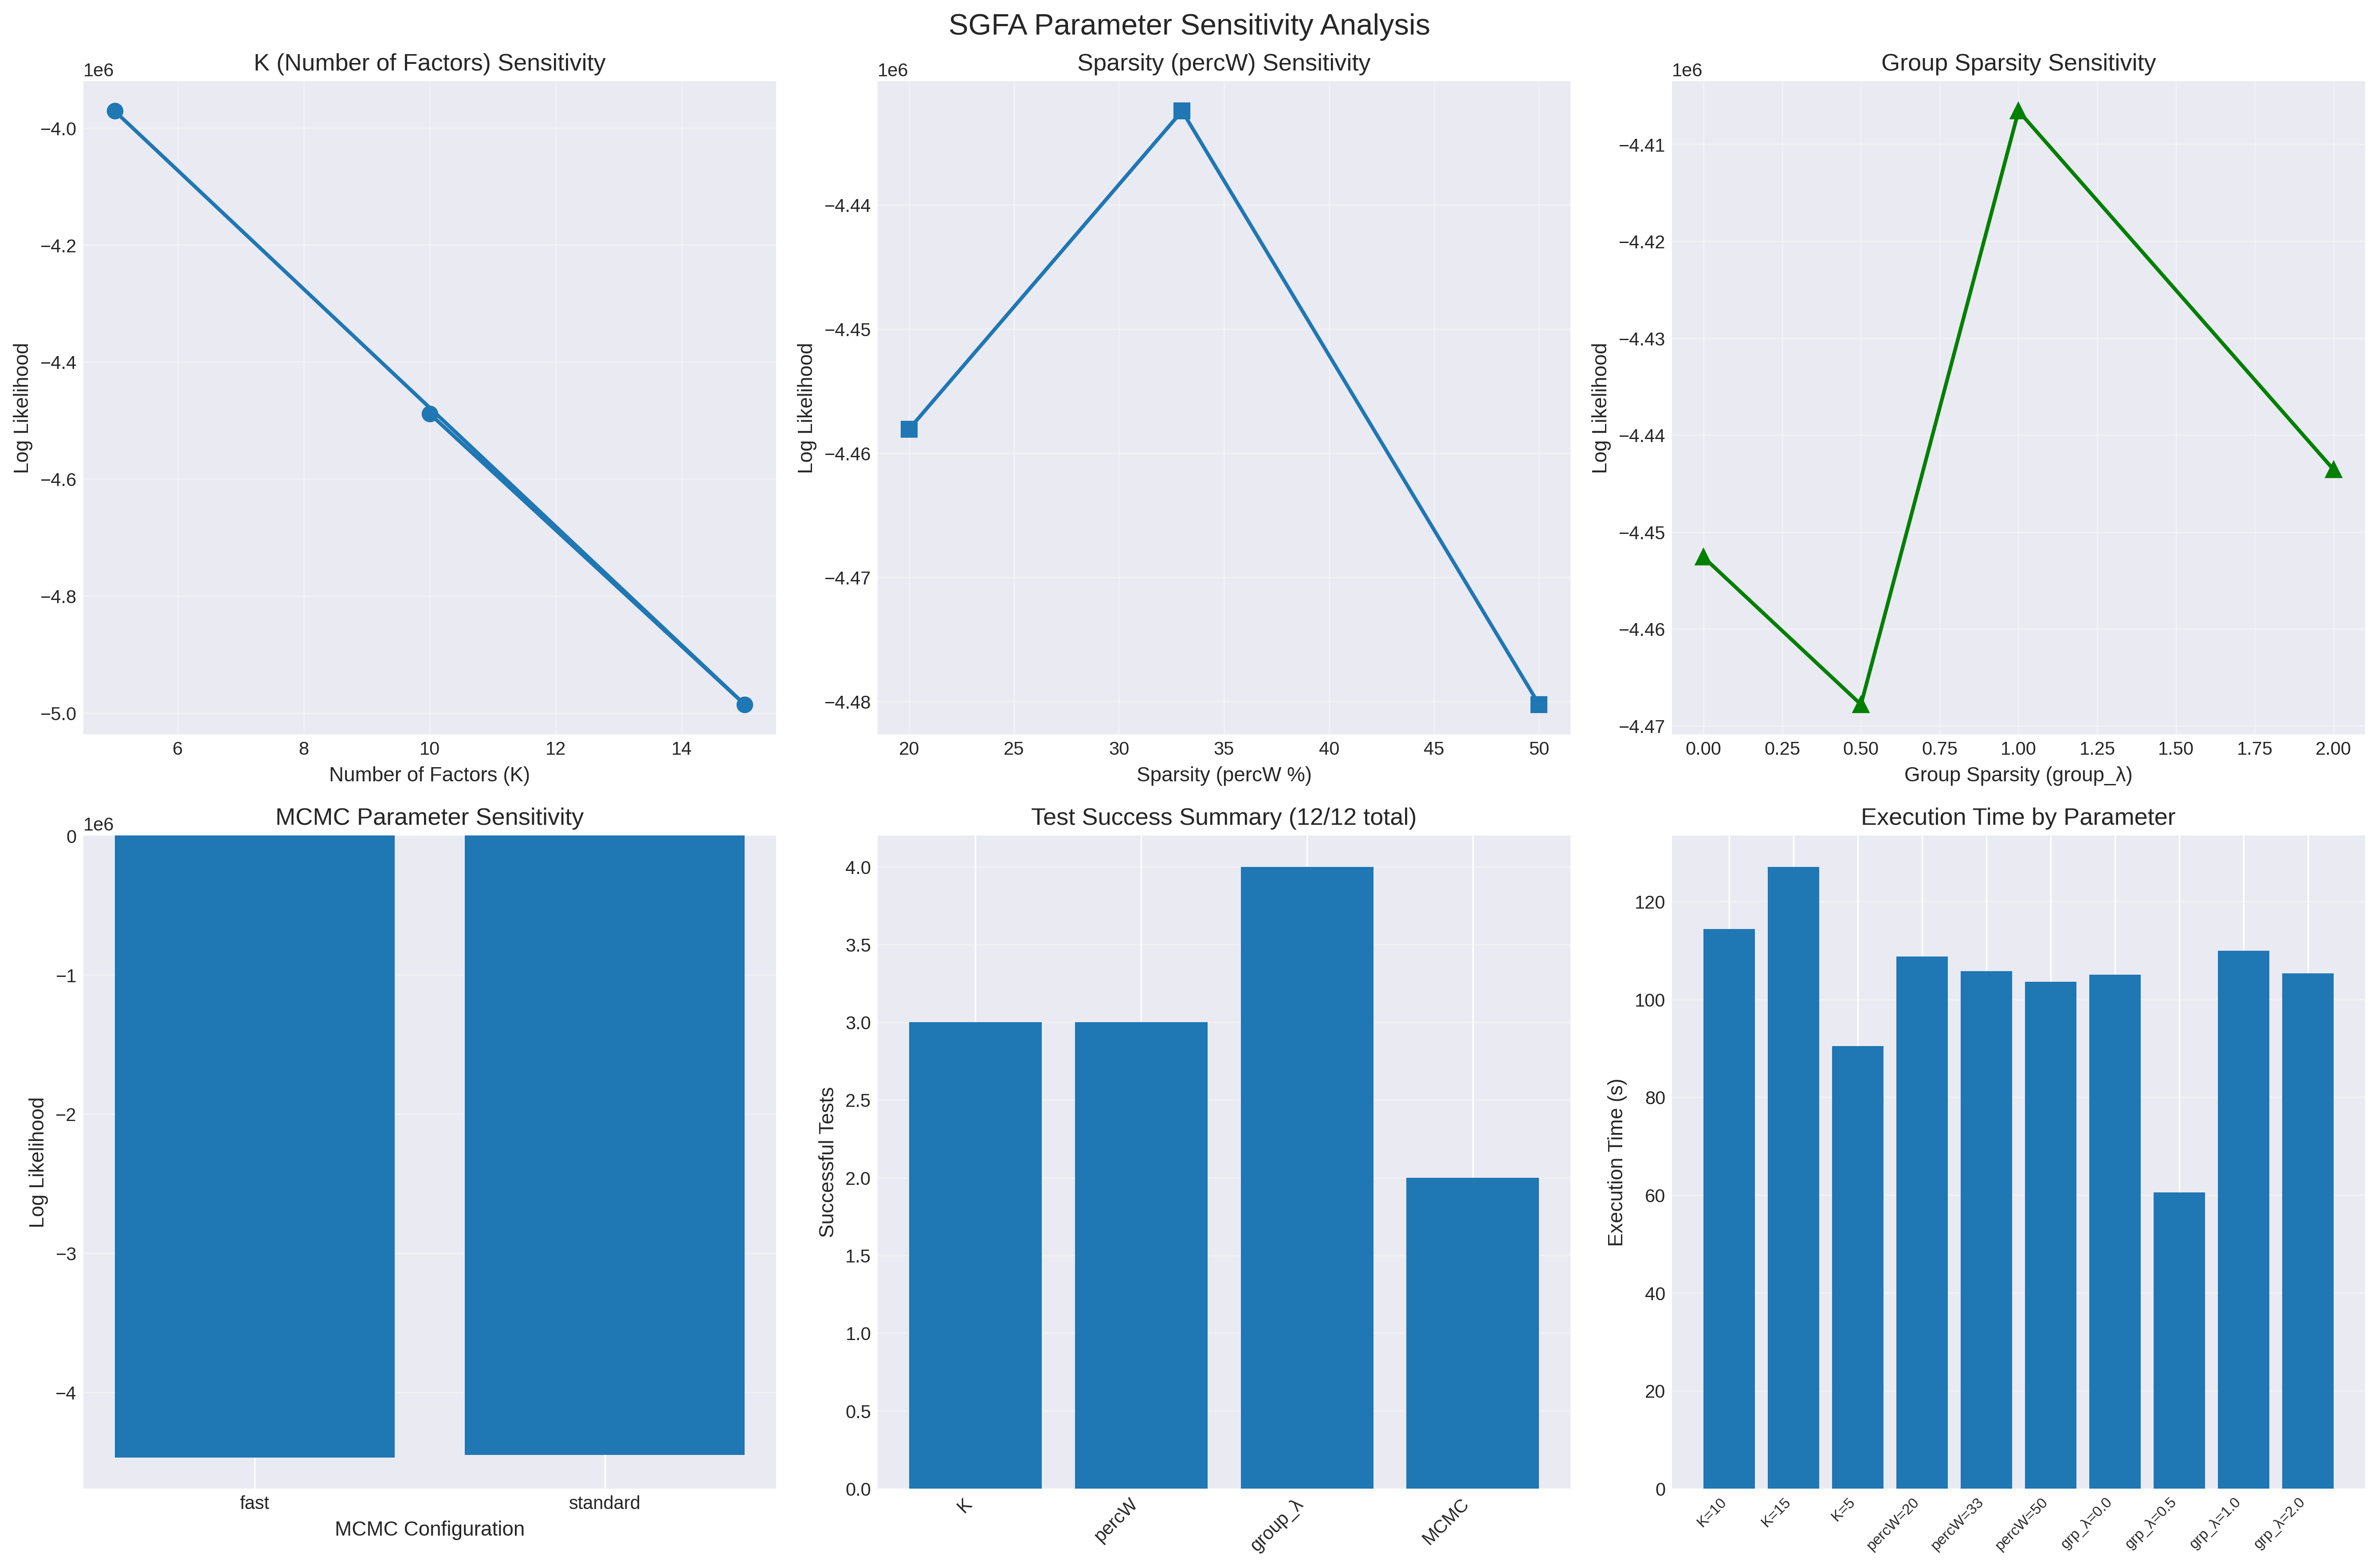 SGFA Parameter Sensitivity Analysis
K (Number of Factors) Sensitivity
1e6
−4.0
−4.2
−4.4
−4.6
−4.8
−5.0
Log Likelihood
6 8 10 12 14
Number of Factors (K)
Sparsity (percW) Sensitivity
1e6
−4.44
−4.45
−4.46
−4.47
−4.48
Log Likelihood
20 25 30 35 40 45 50
Sparsity (percW %)
Group Sparsity Sensitivity
1e6
−4.41
−4.42
−4.43
−4.44
−4.45
−4.46
−4.47
Log Likelihood
0.00 0.25 0.50 0.75 1.00 1.25 1.50 1.75 2.00
Group Sparsity (group_λ)
MCMC Parameter Sensitivity
1e6
0
−1
−2
−3
−4
Log Likelihood
fast standard
MCMC Configuration
Test Success Summary (12/12 total)
4.0
3.5
3.0
2.5
2.0
1.5
1.0
0.5
0.0
Successful Tests
K percW group_λ MCMC
Execution Time by Parameter
120
100
80
60
40
20
0
Execution Time (s)
K=10 K=15 K=5 percW=20 percW=33 percW=50 grp_λ=0.0 grp_λ=0.5 grp_λ=1.0 grp_λ=2.0